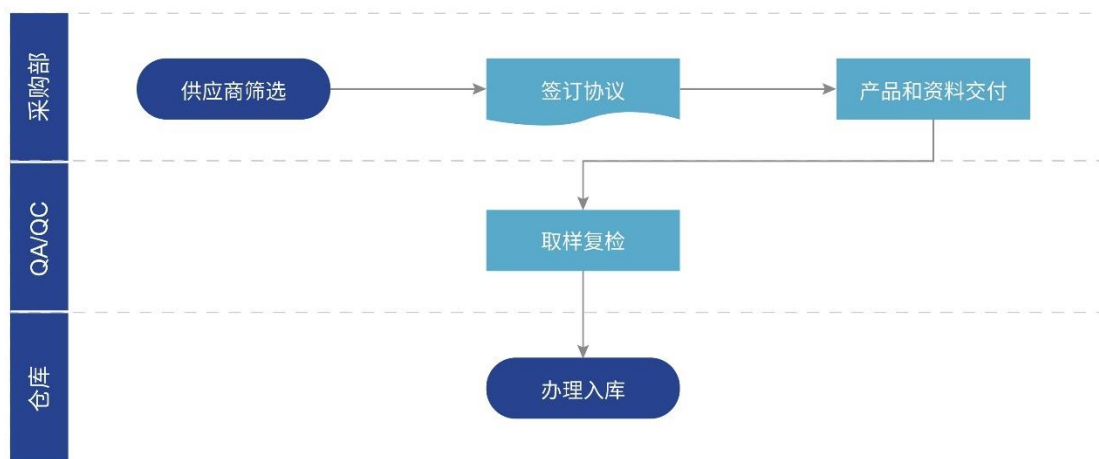 采购部
供应商筛选
签订协议
产品和资料交付
QA/QC
取样复检
仓库
办理入库